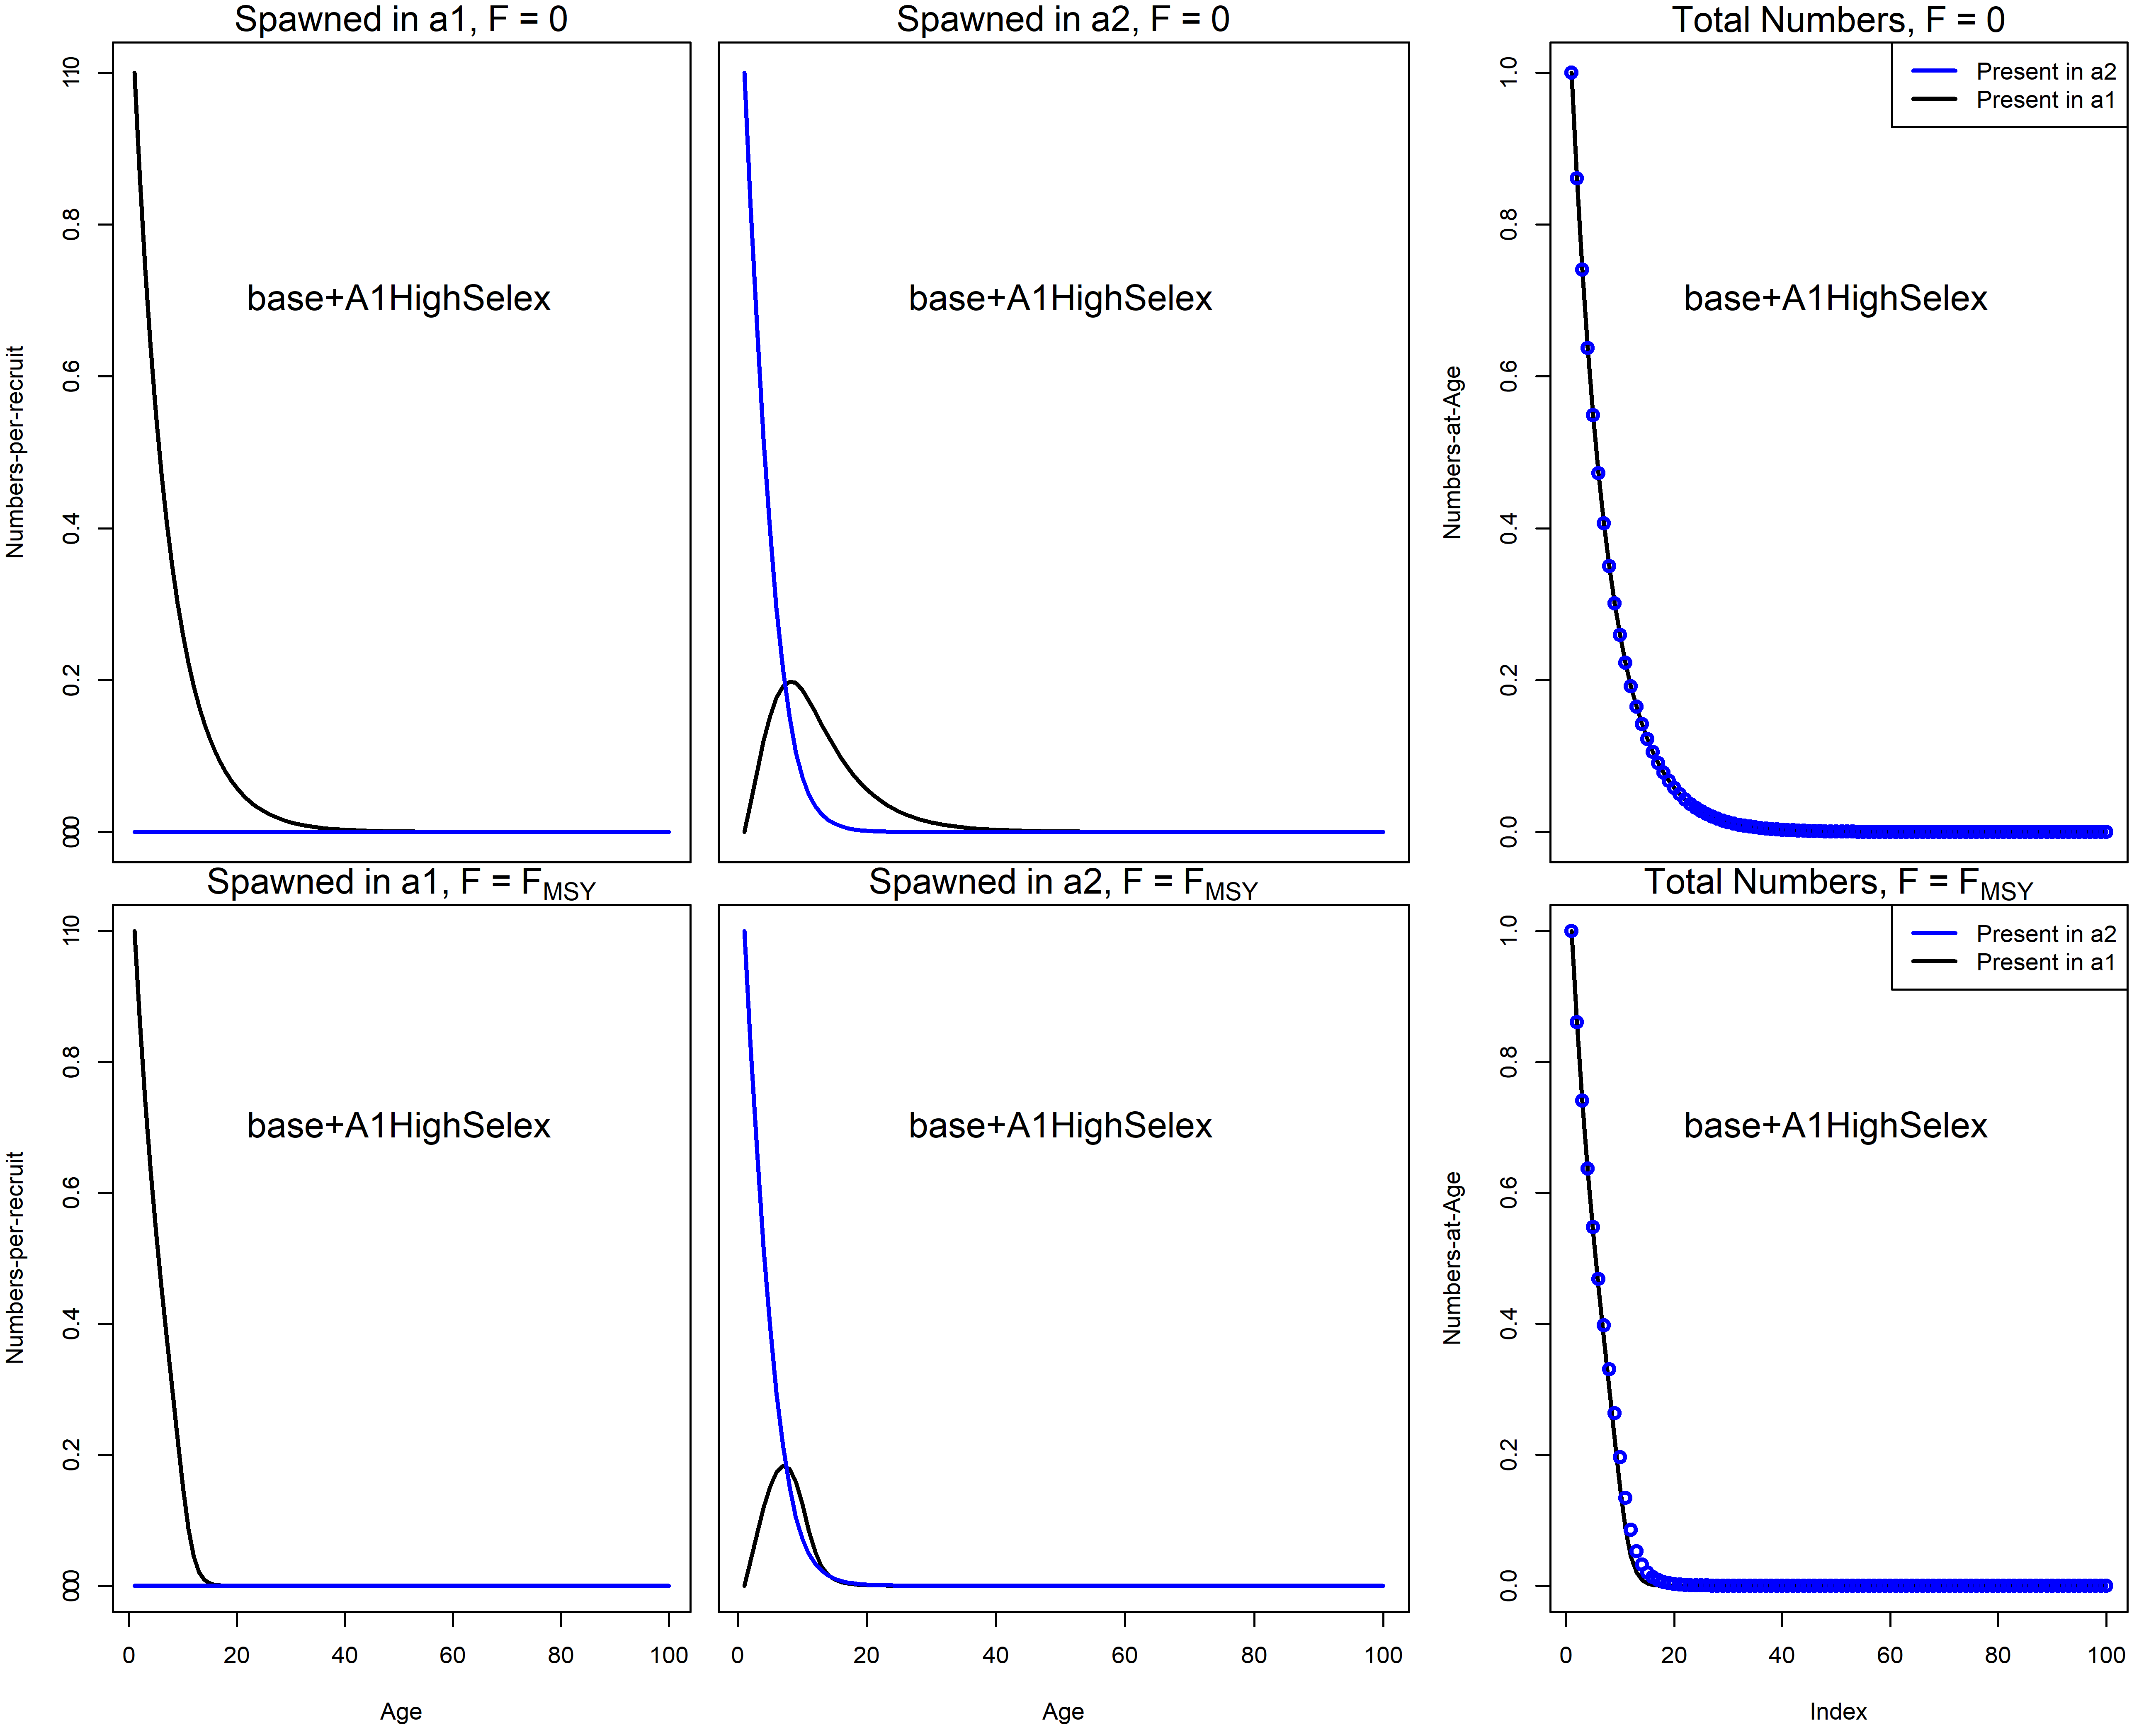 Spawned in a1, F = 0
Spawned in a2, F = 0
Total Numbers, F = 0
Numbers-per-recruit
110
0.8
0.6
0.4
0.2
000
base+A1HighSelex
base+A1HighSelex
Numbers-at-Age
1.0
0.8
0.6
0.4
0.2
0.0
Present in a2
Present in a1
base+A1HighSelex
Spawned in a1, F = FMSY
Spawned in a2, F = FMSY
Total Numbers, F = FMSY
Numbers-per-recruit
110
0.8
0.6
0.4
0.2
000
base+A1HighSelex
base+A1HighSelex
Numbers-at-Age
1.0
0.8
0.6
0.4
0.2
0.0
Present in a2
Present in a1
base+A1HighSelex
0 20 40 60 80 100
0 20 40 60 80 100
0 20 40 60 80 100
Age
Age
Index